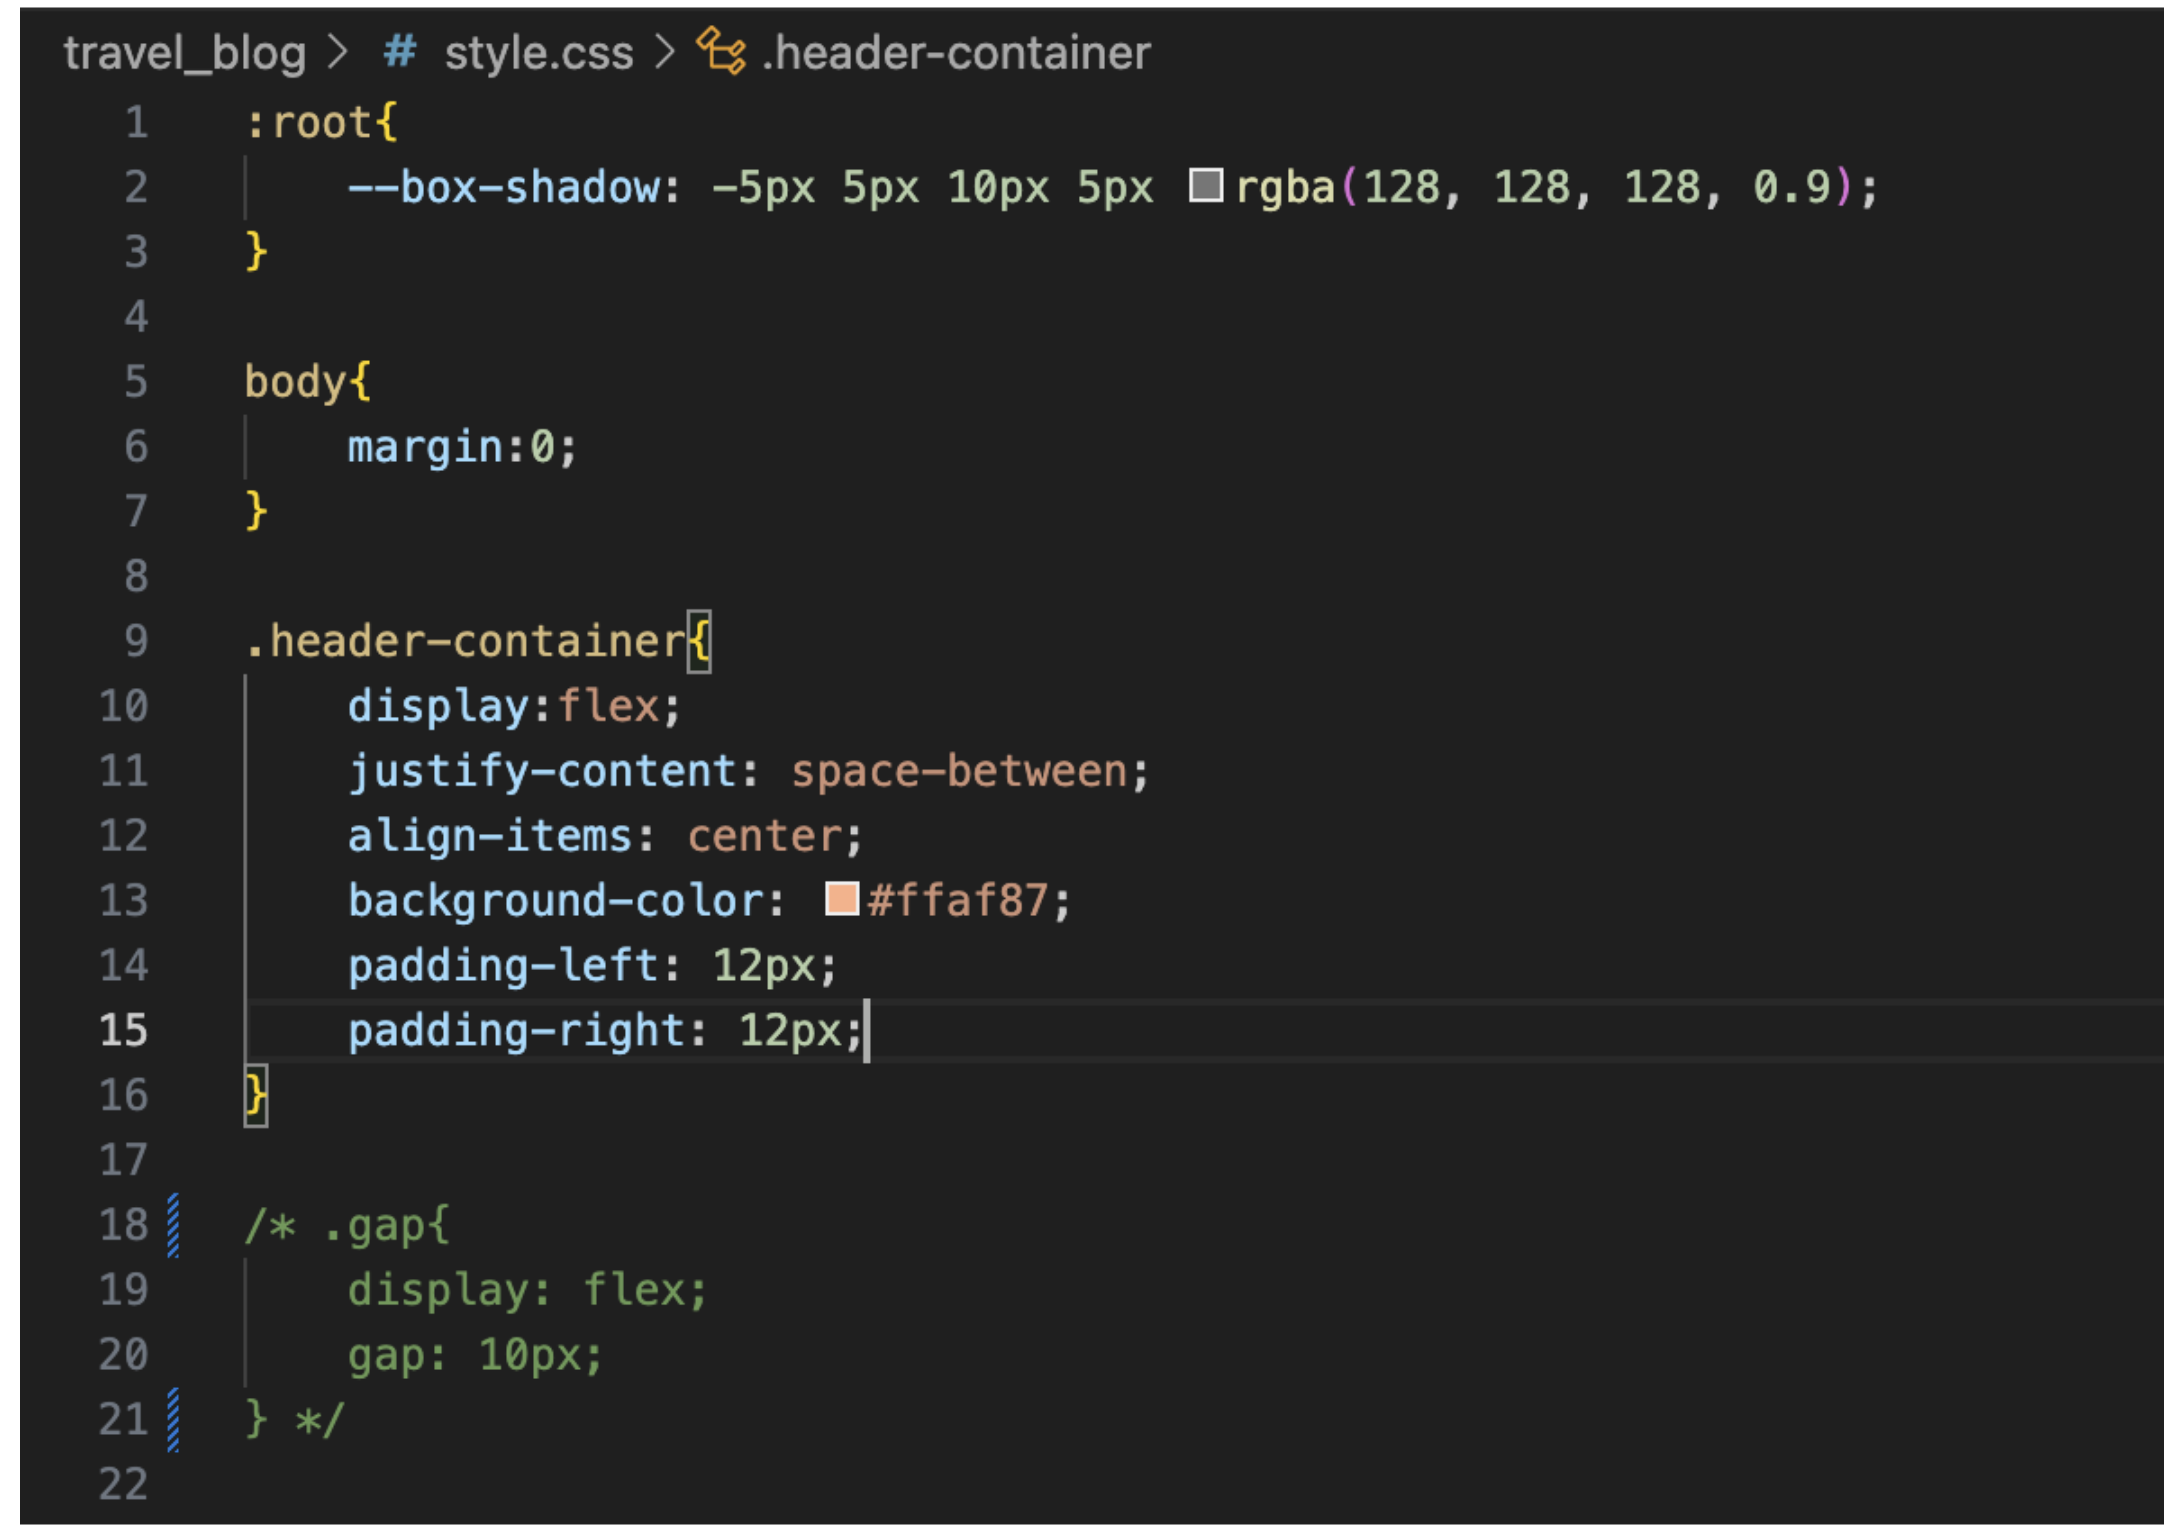 travel_blog > # style.css > .header-container
1 :root{
2     --box-shadow: -5px 5px 10px 5px rgba(128, 128, 128, 0.9);
3 }
4
5 body{
6     margin:0;
7 }
8
9 .header-container{
10     display:flex;
11     justify-content: space-between;
12     align-items: center;
13     background-color: #ffaf87;
14     padding-left: 12px;
15     padding-right: 12px;
16 }
17
18 /* .gap{
19     display: flex;
20     gap: 10px;
21 } */
22